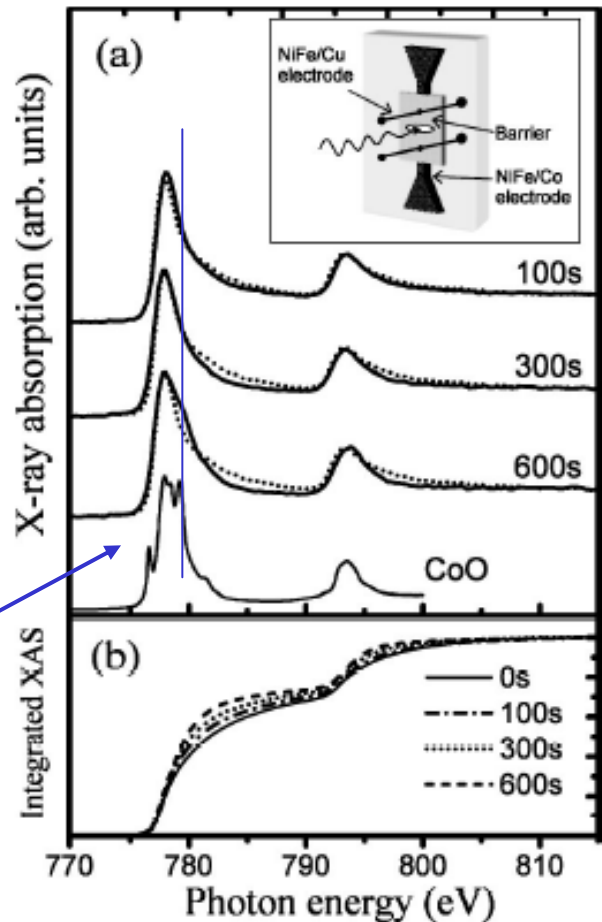 (a)
NiFe/Cu
electrode
Barrier
NiFe/Co
electrode
X-ray absorption (arb. units)
100s
300s
600s
CoO
(b)
Integrated XAS
0s
100s
300s
600s
770 780 790 800 810
Photon energy (eV)